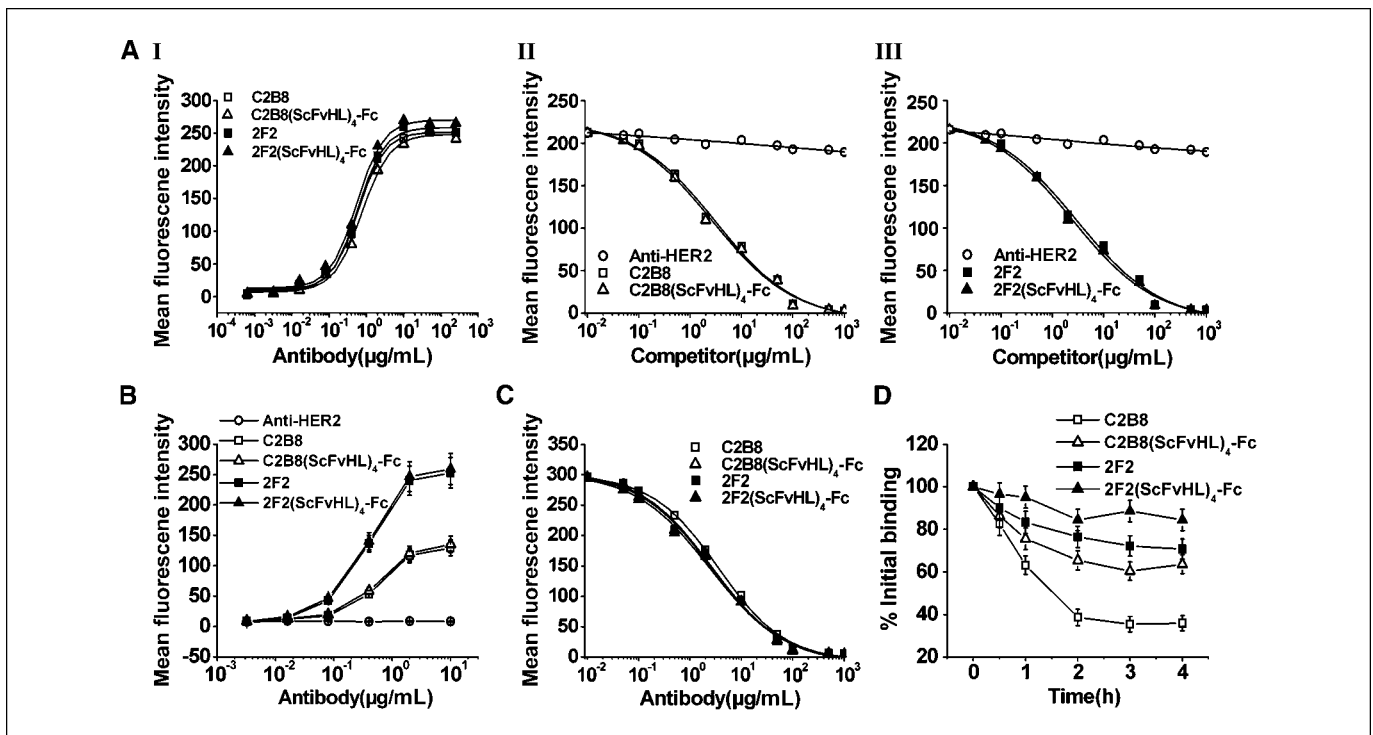 A I
C2B8
C2B8(ScFvHL)4-Fc
2F2
2F2(ScFvHL)4-Fc
Mean fluorescene intensity
300
250
200
150
100
50
0
10-4 10-3 10-2 10-1 100 101 102 103
Antibody(µg/mL)
II
Mean fluorescene intensity
250
200
150
100
50
0
Anti-HER2
C2B8
C2B8(ScFvHL)4-Fc
10-2 10-1 100 101 102 103
Competitor(µg/mL)
III
Mean fluorescene intensity
250
200
150
100
50
0
Anti-HER2
2F2
2F2(ScFvHL)4-Fc
10-2 10-1 100 101 102 103
Competitor(µg/mL)
B
Anti-HER2
C2B8
C2B8(ScFvHL)4-Fc
2F2
2F2(ScFvHL)4-Fc
Mean fluorescene intensity
300
250
200
150
100
50
0
-50
10-3 10-2 10-1 100 101
Antibody(µg/mL)
C
Mean fluorescene intensity
350
300
250
200
150
100
50
0
C2B8
C2B8(ScFvHL)4-Fc
2F2
2F2(ScFvHL)4-Fc
10-2 10-1 100 101 102 103
Antibody(µg/mL)
D
C2B8
C2B8(ScFvHL)4-Fc
2F2
2F2(ScFvHL)4-Fc
% Initial binding
120
100
80
60
40
20
0 1 2 3 4
Time(h)